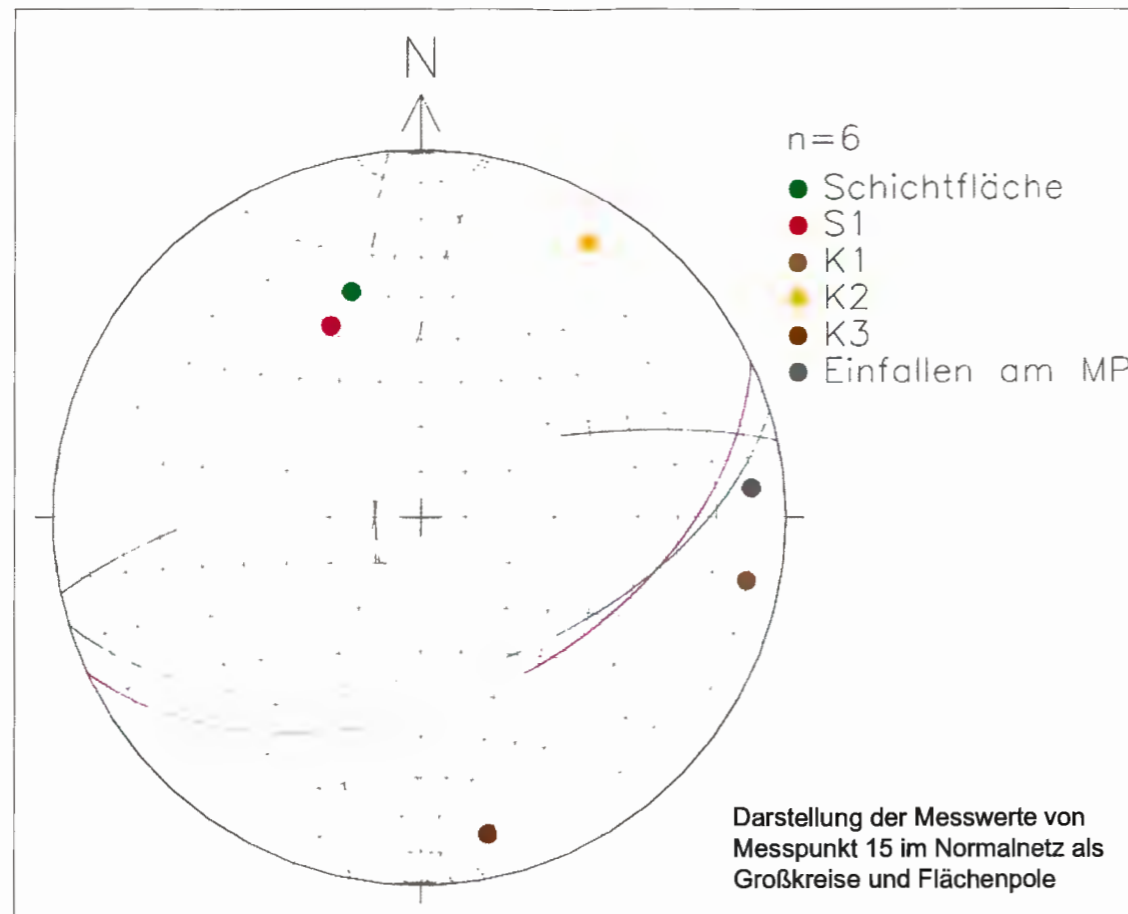 N
n=6
Schichtfläche
S1
K1
K2
K3
Einfallen am MP
Darstellung der Messwerte von
Messpunkt 15 im Normalnetz als
Großkreise und Flächenpole